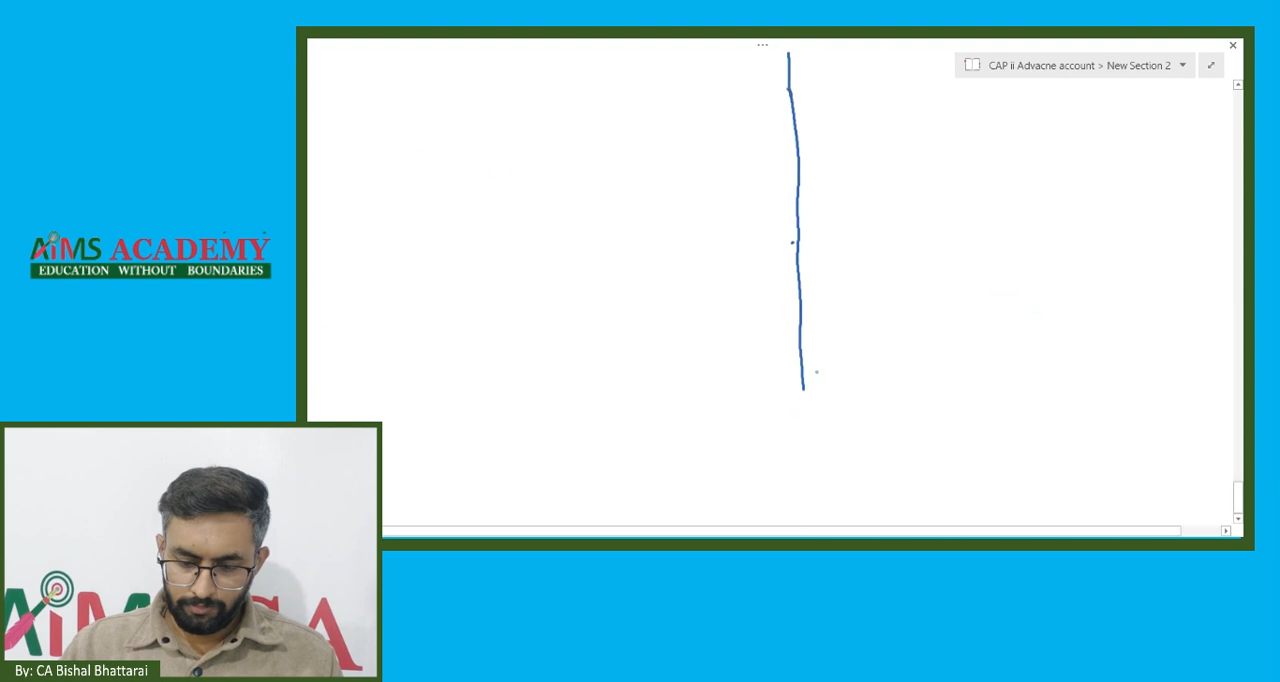 CAP ii Advacne account > New Section 2
AiMS ACADEMY
EDUCATION WITHOUT BOUNDARIES
By: CA Bishal Bhattarai